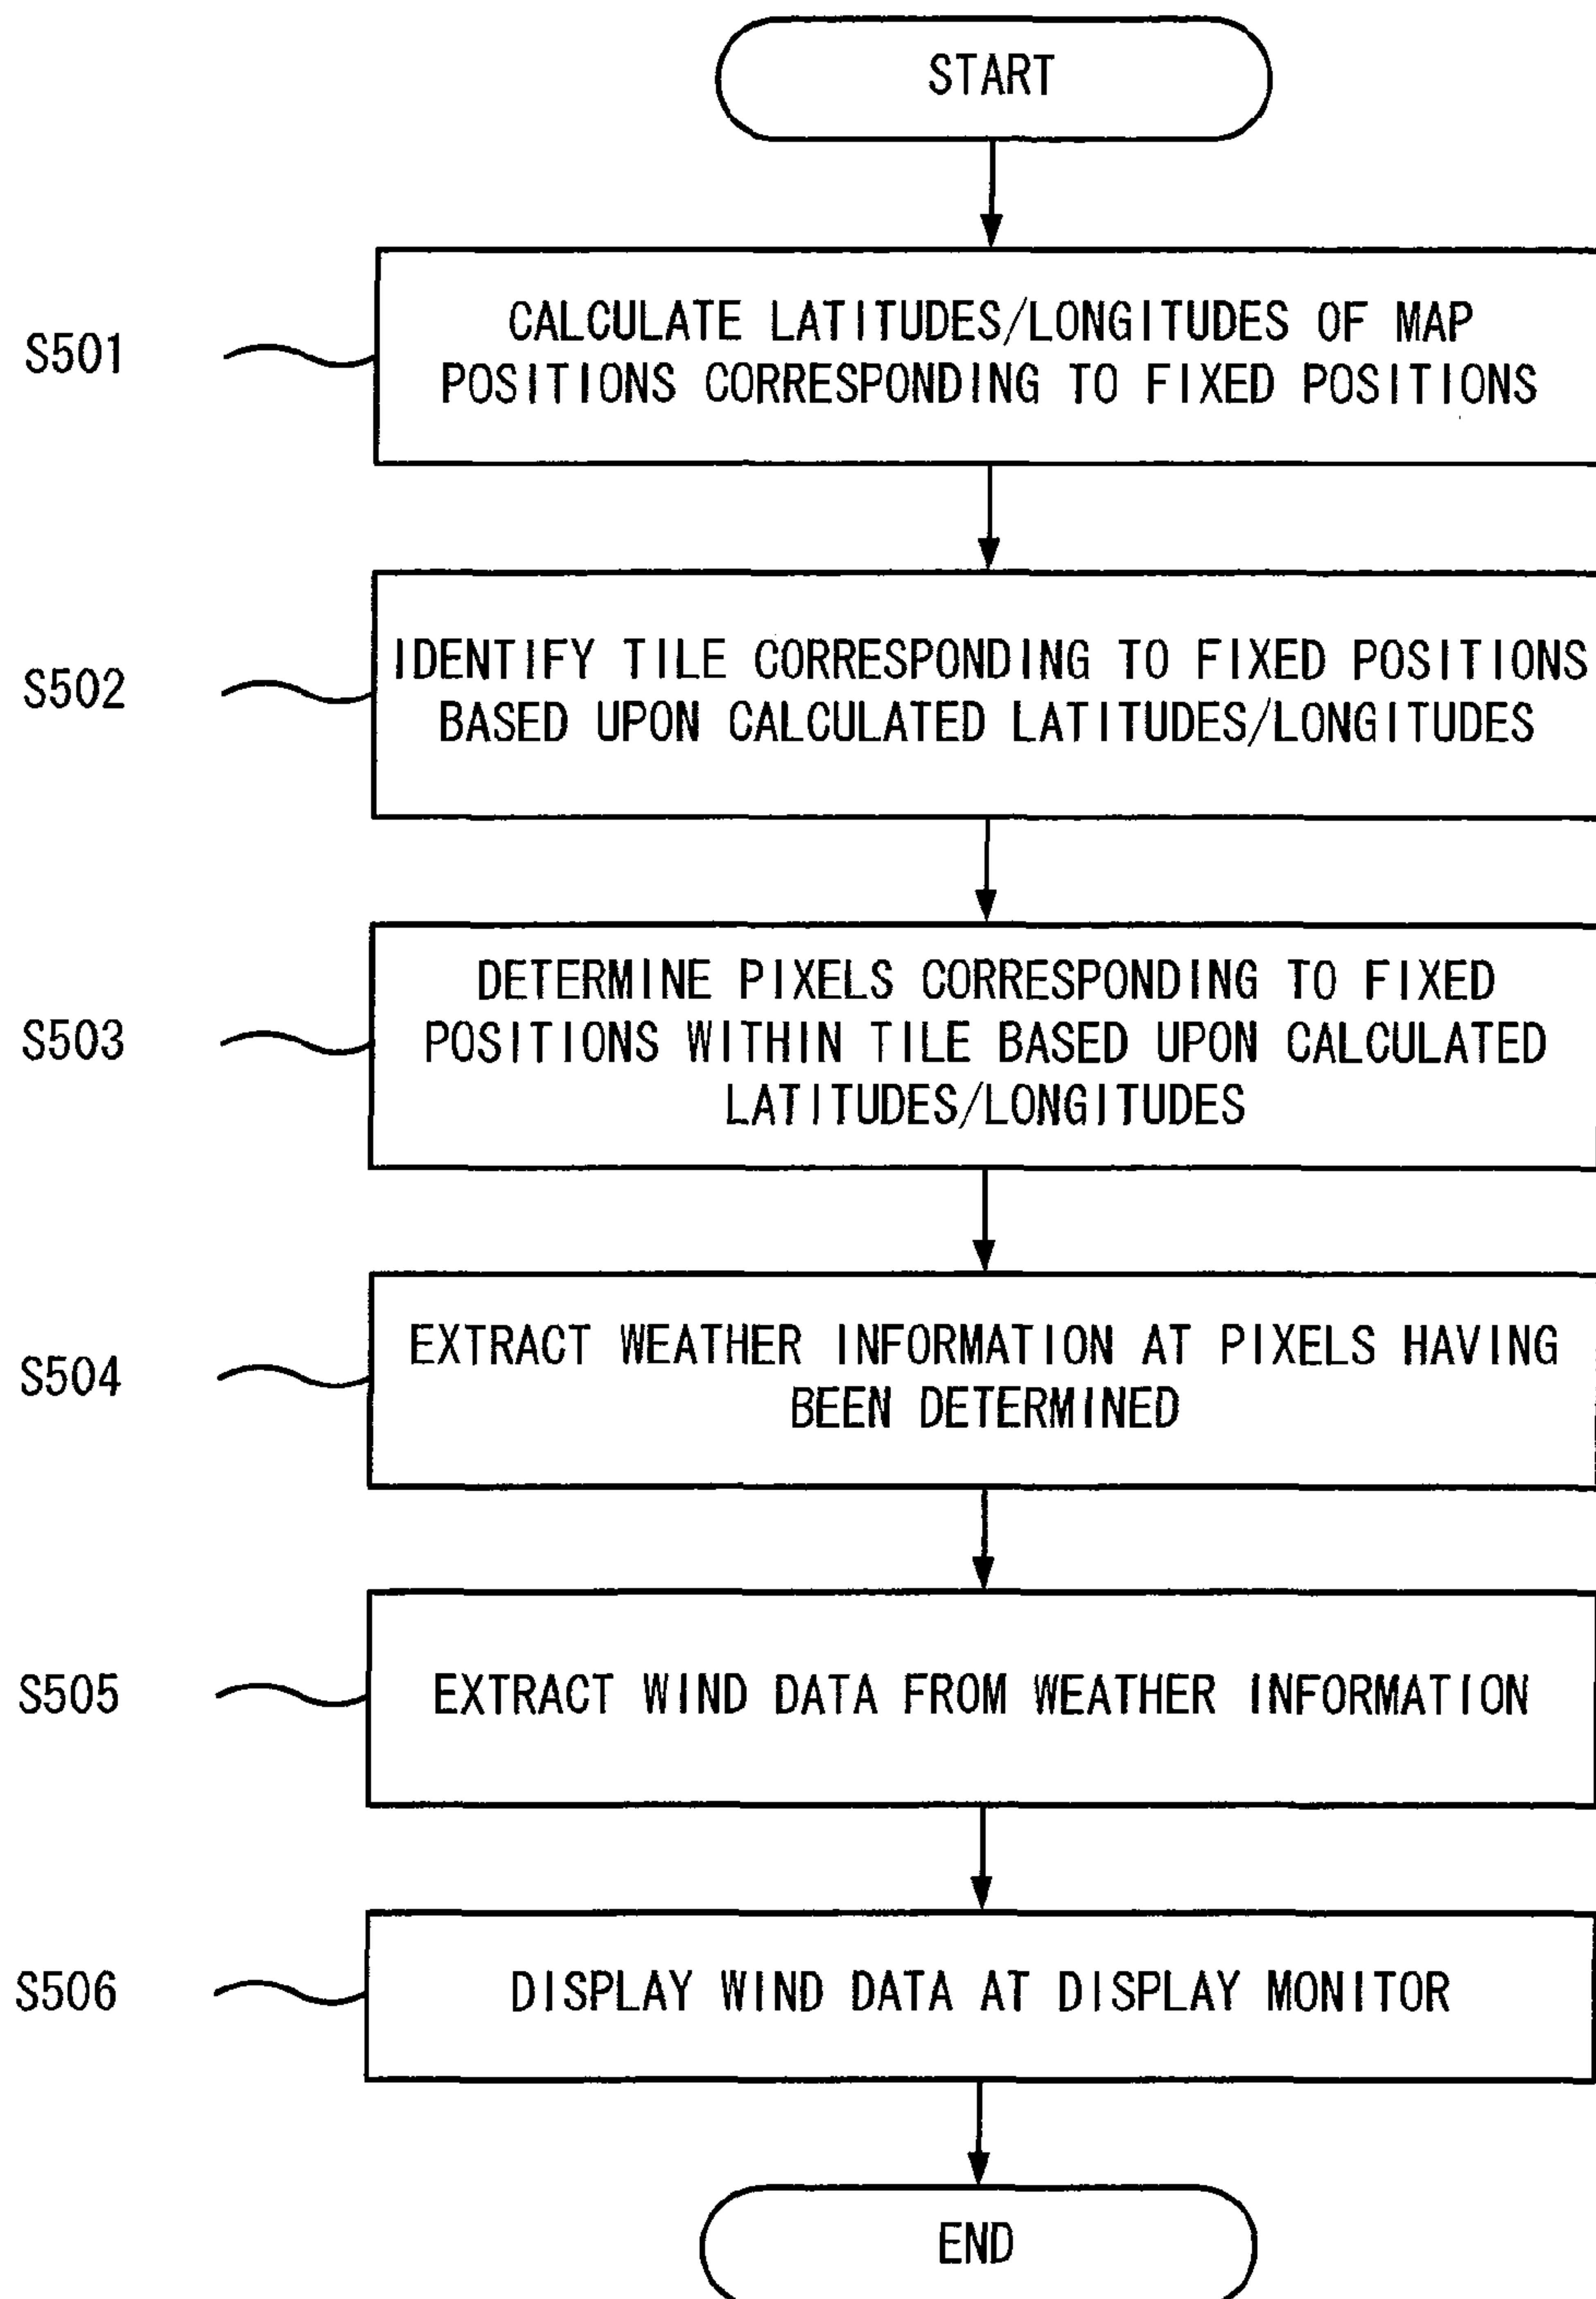 START
S501
CALCULATE LATITUDES/LONGITUDES OF MAP
POSITIONS CORRESPONDING TO FIXED POSITIONS
S502
IDENTIFY TILE CORRESPONDING TO FIXED POSITIONS
BASED UPON CALCULATED LATITUDES/LONGITUDES
S503
DETERMINE PIXELS CORRESPONDING TO FIXED
POSITIONS WITHIN TILE BASED UPON CALCULATED
LATITUDES/LONGITUDES
S504
EXTRACT WEATHER INFORMATION AT PIXELS HAVING
BEEN DETERMINED
S505
EXTRACT WIND DATA FROM WEATHER INFORMATION
S506
DISPLAY WIND DATA AT DISPLAY MONITOR
END